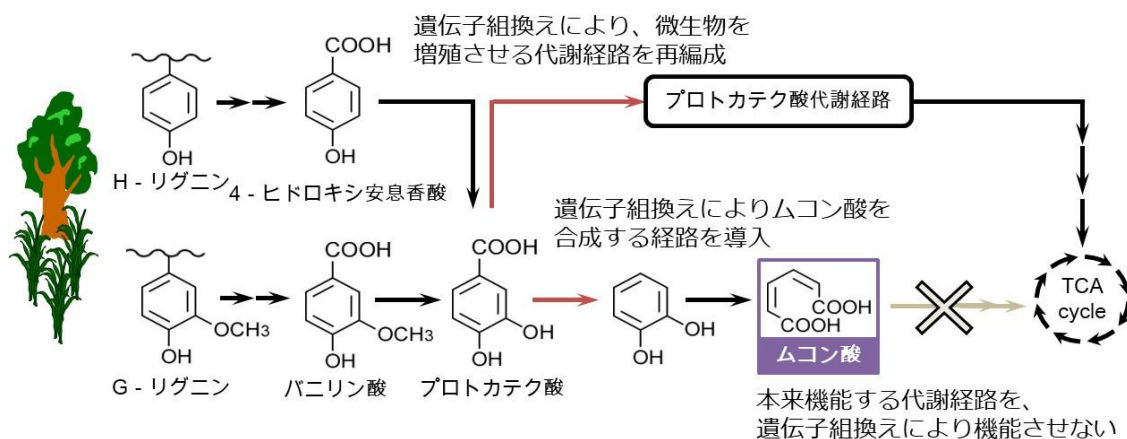 遺伝子組換えにより、微生物を
増殖させる代謝経路を再編成
COOH
プロトカテク酸代謝経路
OH
OH
H - リグニン
4 - ヒドロキシ安息香酸
遺伝子組換えによりムコン酸を
合成する経路を導入
COOH
COOH
OCH3
OH
OCH3
OH
OH
OH
OH
OH
COOH
COOH
TCA
cycle
G - リグニン
バニリン酸
プロトカテク酸
ムコン酸
本来機能する代謝経路を、
遺伝子組換えにより機能させない